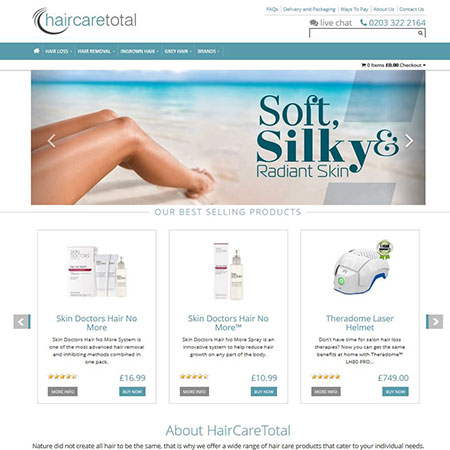 haircaretotal
FAQs Delivery and Packaging Ways To Pay About Us Contact Us
live chat 0203 322 2164
HAIR LOSS HAIR REMOVAL INGROWN HAIR GREY HAIR BRANDS
0 Items £0.00 Checkout
Soft,
Silky &
Radiant Skin
OUR BEST SELLING PRODUCTS
SKIN DOCTORS
Skin Doctors Hair No
More
Skin Doctors Hair No More System is
one of the most advanced hair removal
and inhibiting methods combined in
one pack.
£16.99
MORE INFO BUY NOW
Skin Doctors Hair No
More™
Skin Doctors Hair No More Spray is an
innovative system to help reduce hair
growth on any part of the body.
£10.99
MORE INFO BUY NOW
Theradome Laser
Helmet
Don't have time for salon hair loss
therapies? Now you can get the same
benefits at home with Theradome™
LH80 PRO...
£749.00
MORE INFO BUY NOW
About HairCareTotal
Nature did not create all hair to be the same, that is why we offer a wide range of hair care products that cater to your individual needs.